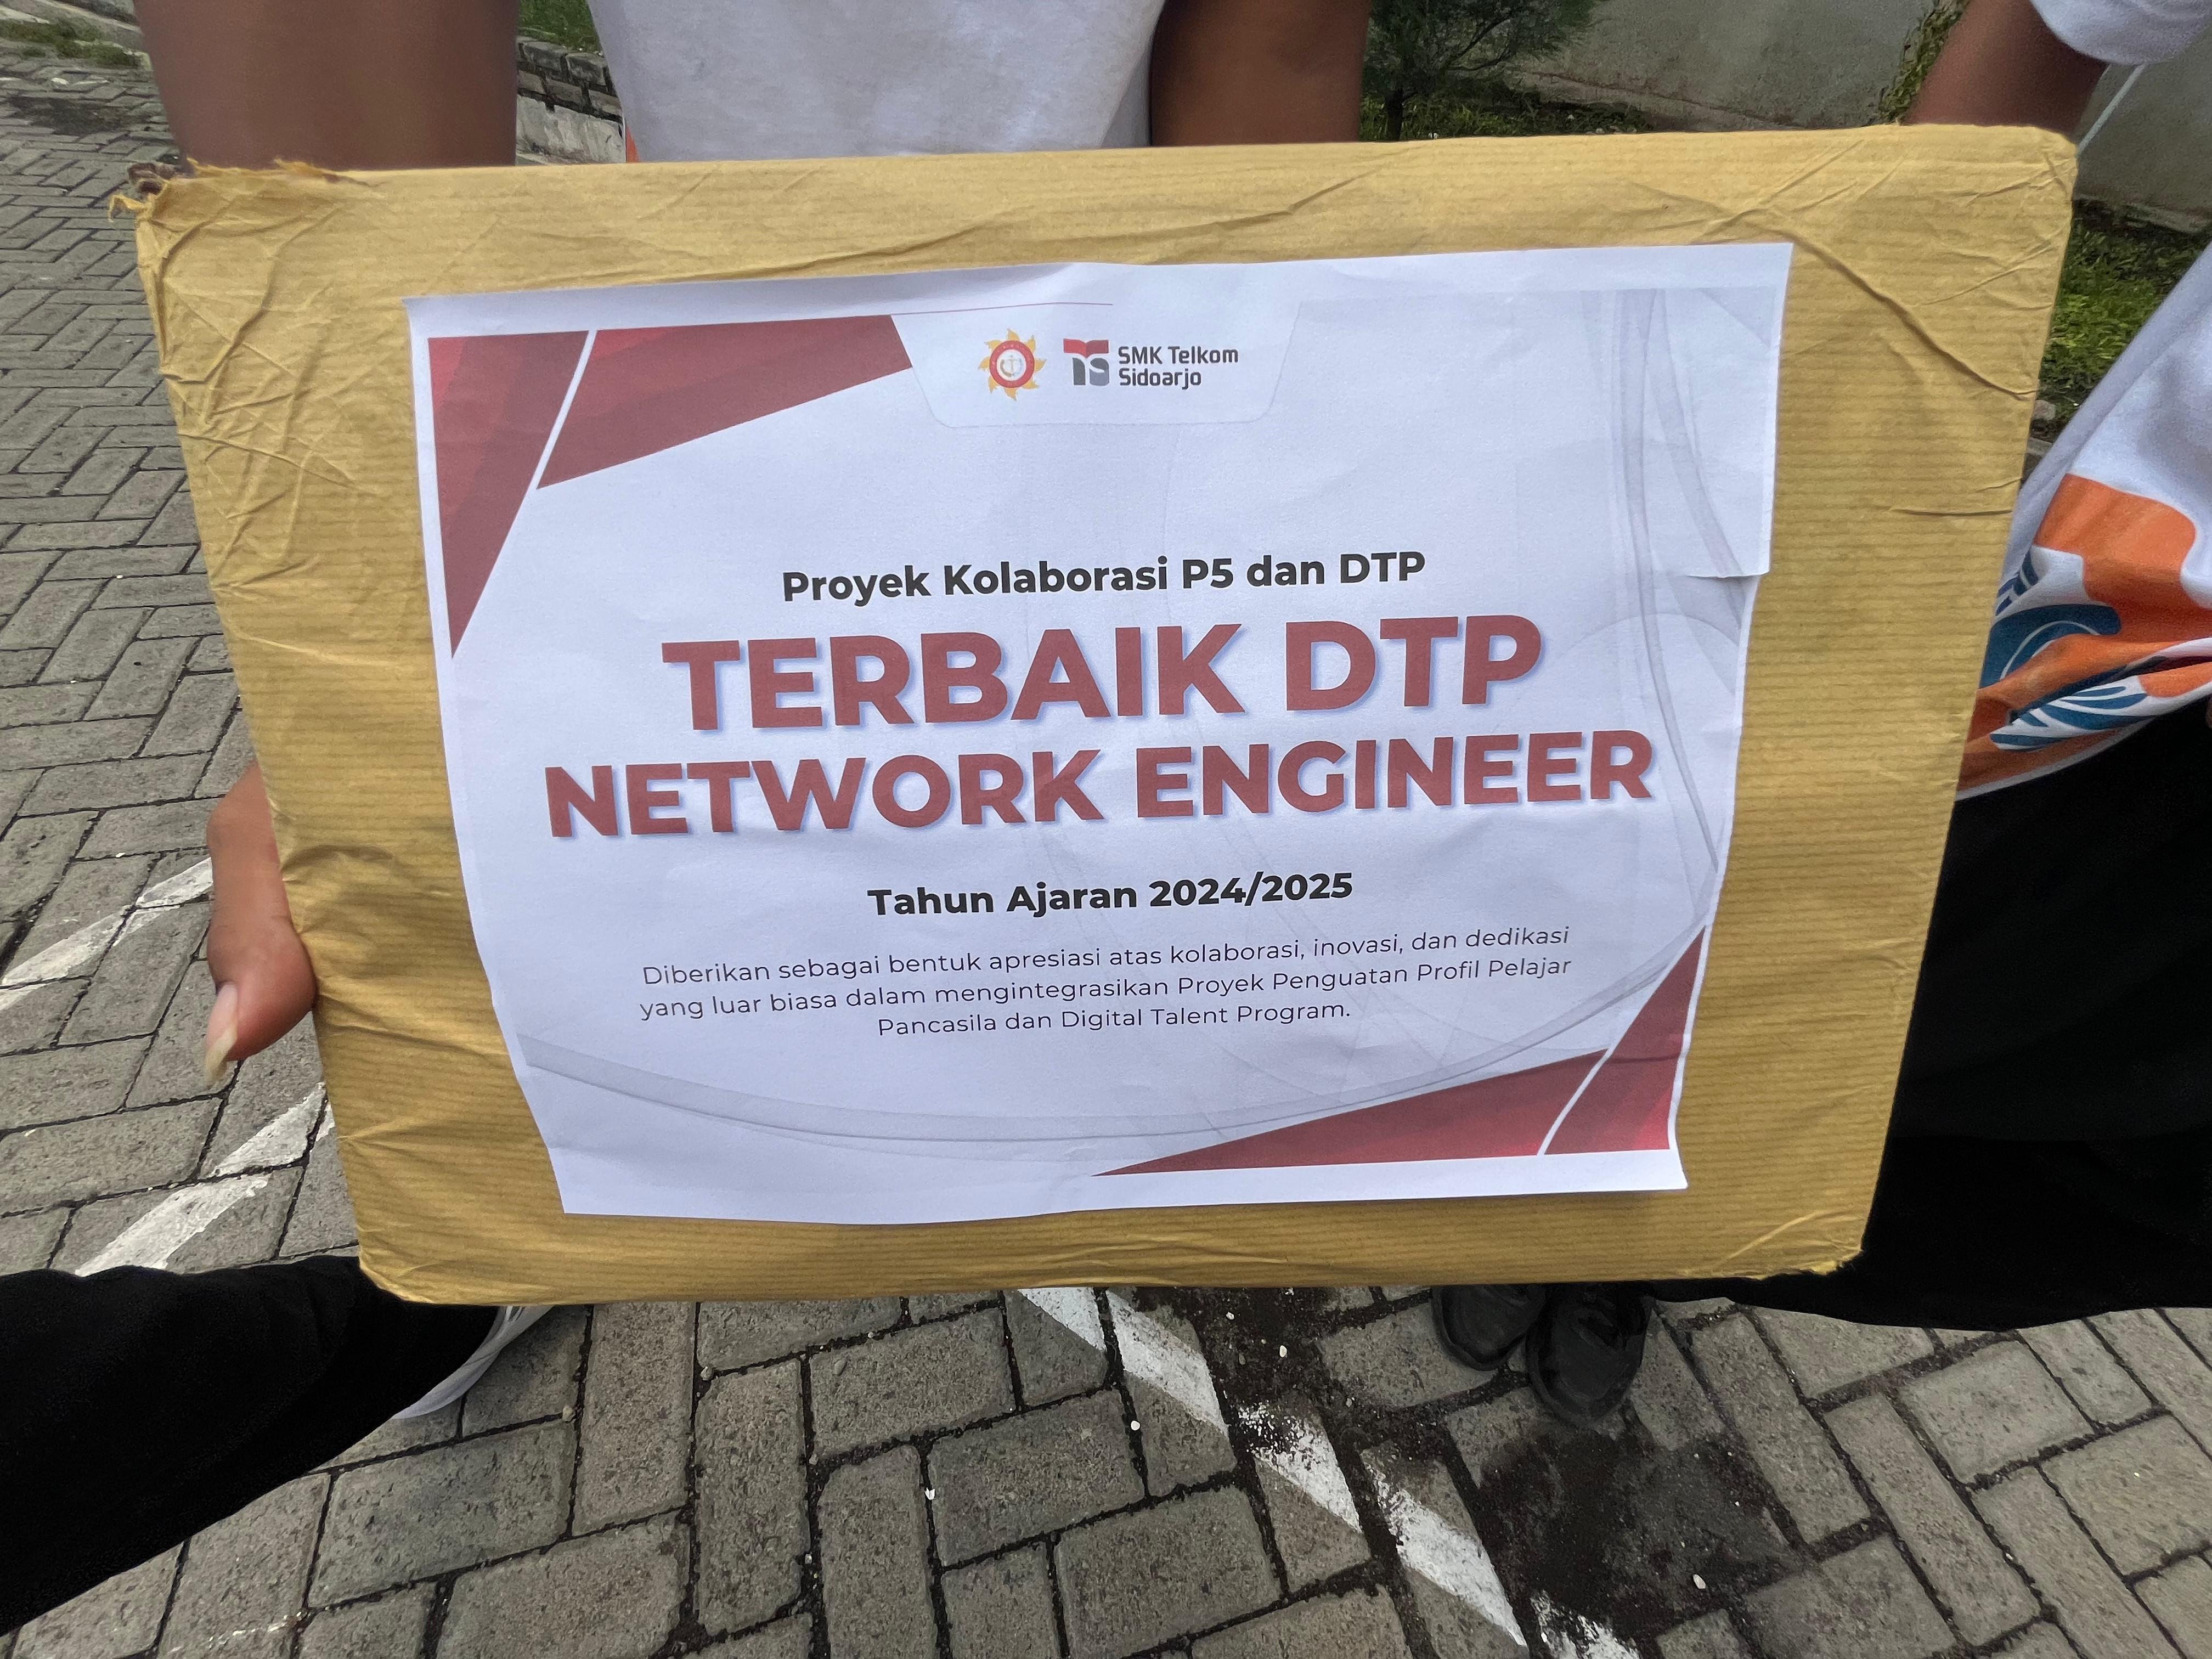 SMK Telkom
Sidoarjo
Proyek Kolaborasi P5 dan DTP
TERBAIK DTP
NETWORK ENGINEER
Tahun Ajaran 2024/2025
Diberikan sebagai bentuk apresiasi atas kolaborasi, inovasi, dan dedikasi
yang luar biasa dalam mengintegrasikan Proyek Penguatan Profil Pelajar
Pancasila dan Digital Talent Program.